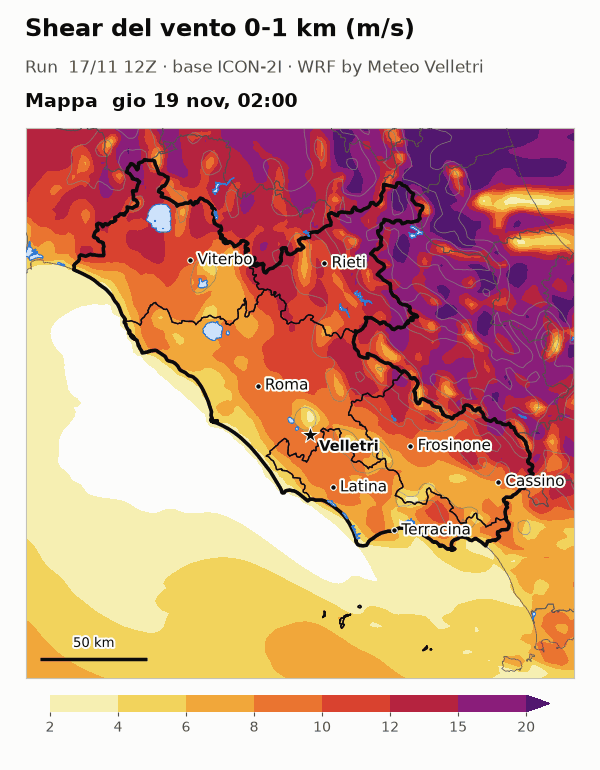 Shear del vento 0-1 km (m/s)
Run  17/11 12Z · base ICON-2I · WRF by Meteo Velletri
Mappa  gio 19 nov, 02:00
Viterbo
Rieti
Roma
Velletri
Frosinone
Latina
Cassino
Terracina
50 km
2 4 6 8 10 12 15 20